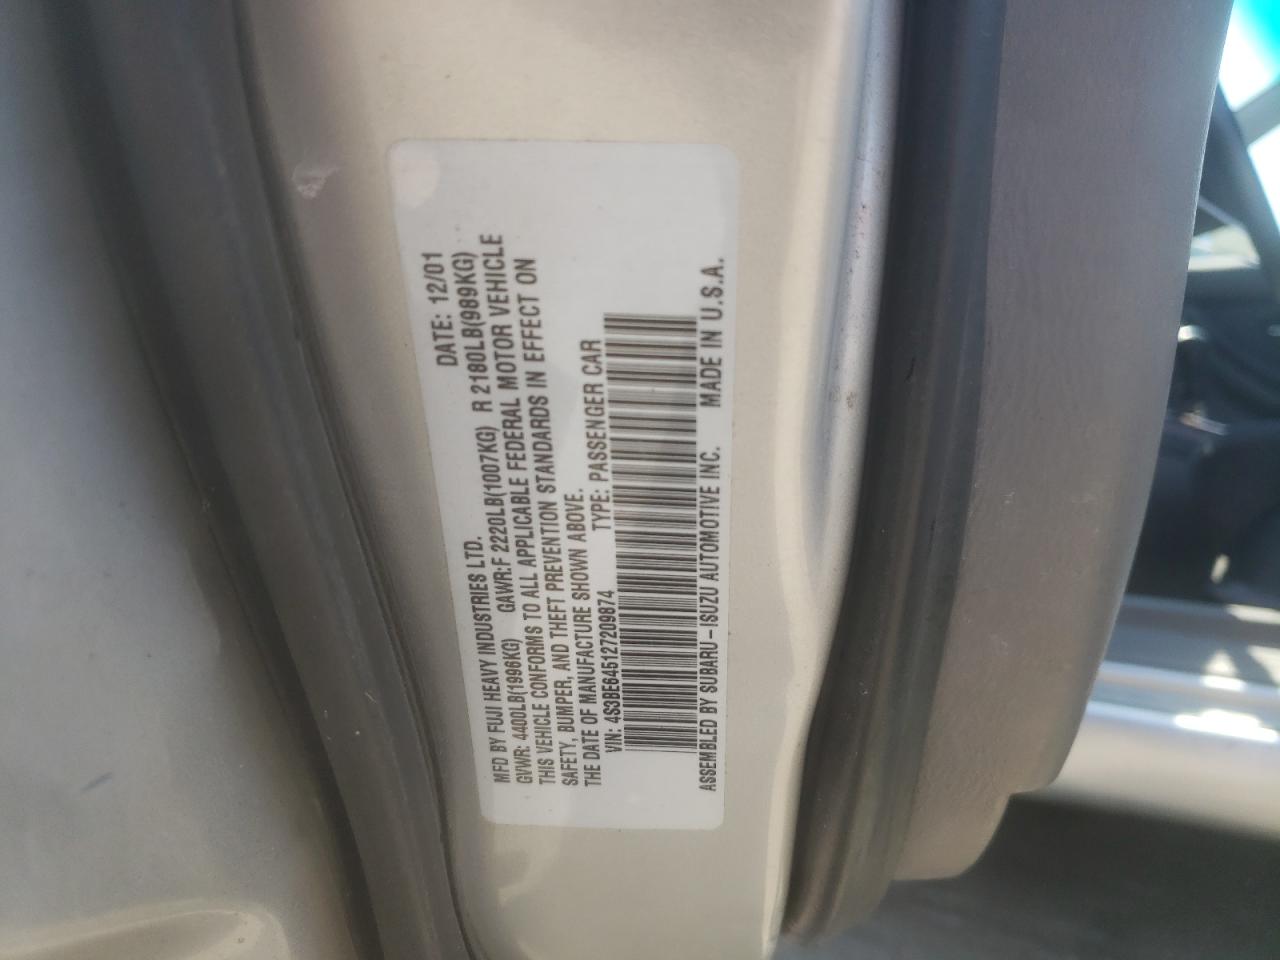 MFD BY FUJI HEAVY INDUSTRIES LTD. DATE: 12/01
GVWR: 4400LB(1996KG) GAWR:F 2220LB(1007KG) R 2180LB(989KG)
THIS VEHICLE CONFORMS TO ALL APPLICABLE FEDERAL MOTOR VEHICLE
SAFETY, BUMPER, AND THEFT PREVENTION STANDARDS IN EFFECT ON
THE DATE OF MANUFACTURE SHOWN ABOVE.
VIN: 4S3BE645127209874 TYPE: PASSENGER CAR
ASSEMBLED BY SUBARU-ISUZU AUTOMOTIVE INC. MADE IN U.S.A.